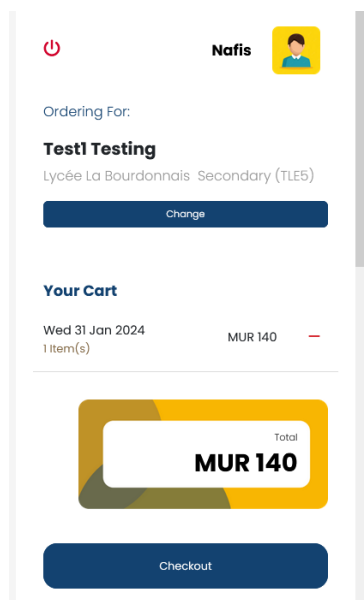 Nafis
Ordering For:
Test1 Testing
Lycée La Bourdonnais  Secondary (TLE5)
Change
Your Cart
Wed 31 Jan 2024
MUR 140
1 Item(s)
Total
MUR 140
Checkout